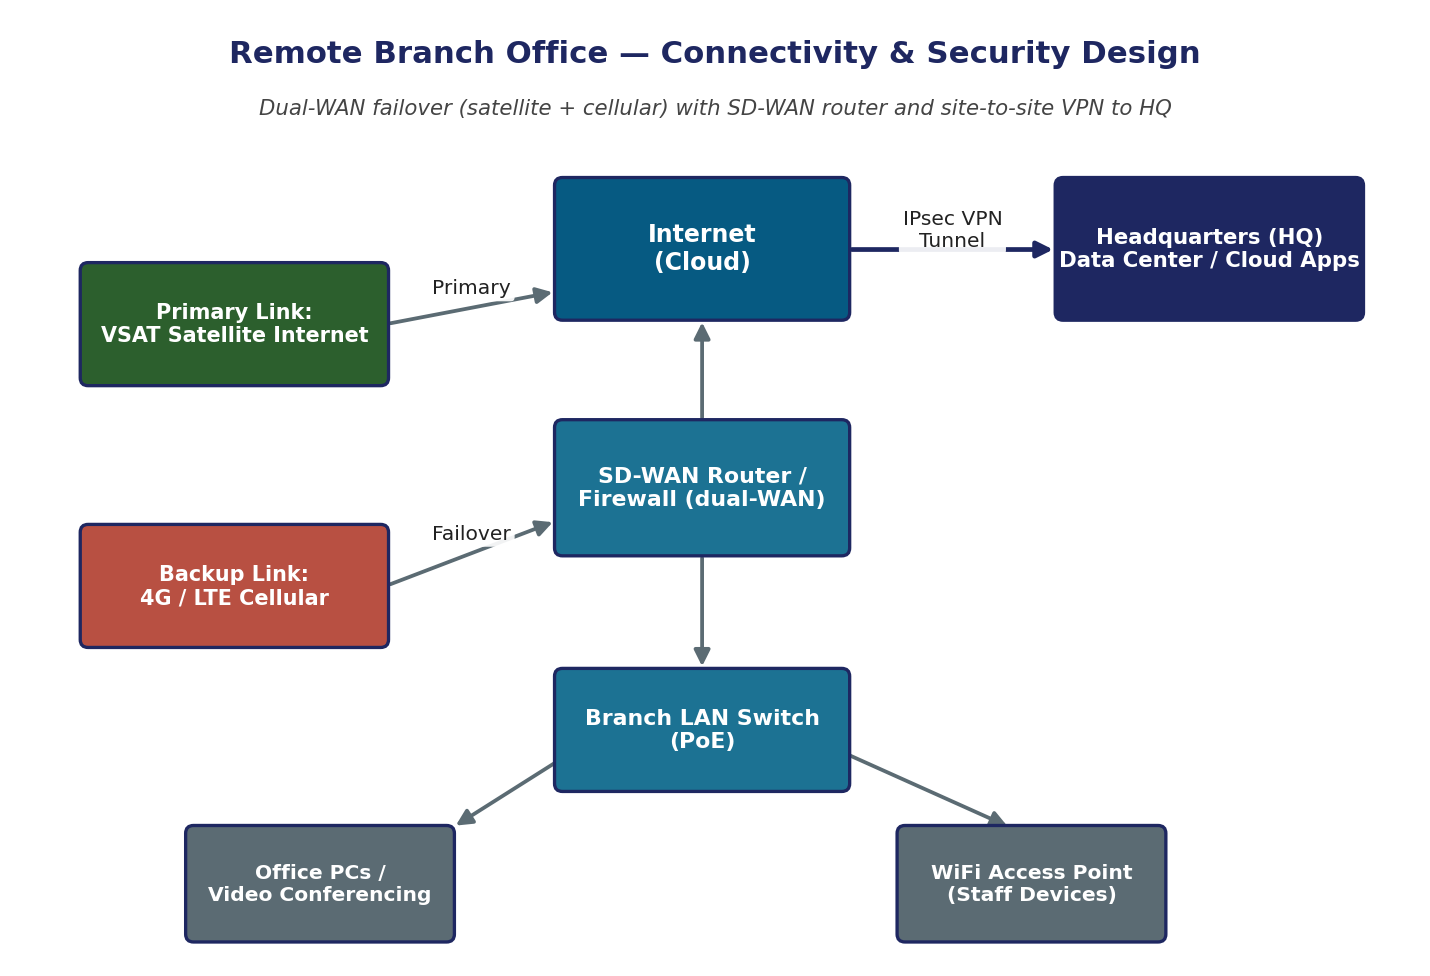 Remote Branch Office — Connectivity & Security Design
Dual-WAN failover (satellite + cellular) with SD-WAN router and site-to-site VPN to HQ
Internet
(Cloud)
IPsec VPN
Tunnel
Headquarters (HQ)
Data Center / Cloud Apps
Primary Link:
VSAT Satellite Internet
Primary
SD-WAN Router /
Firewall (dual-WAN)
Failover
Backup Link:
4G / LTE Cellular
Branch LAN Switch
(PoE)
Office PCs /
Video Conferencing
WiFi Access Point
(Staff Devices)